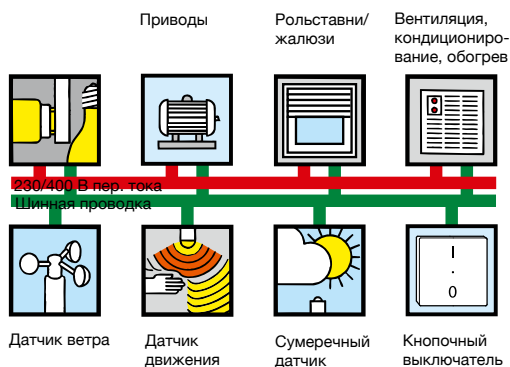 Приводы
Рольставни/
жалюзи
Вентиляция,
кондициониро-
вание, обогрев
230/400 В пер. тока
Шинная проводка
I
·
0
Датчик ветра
Датчик
движения
Сумеречный
датчик
Кнопочный
выключатель